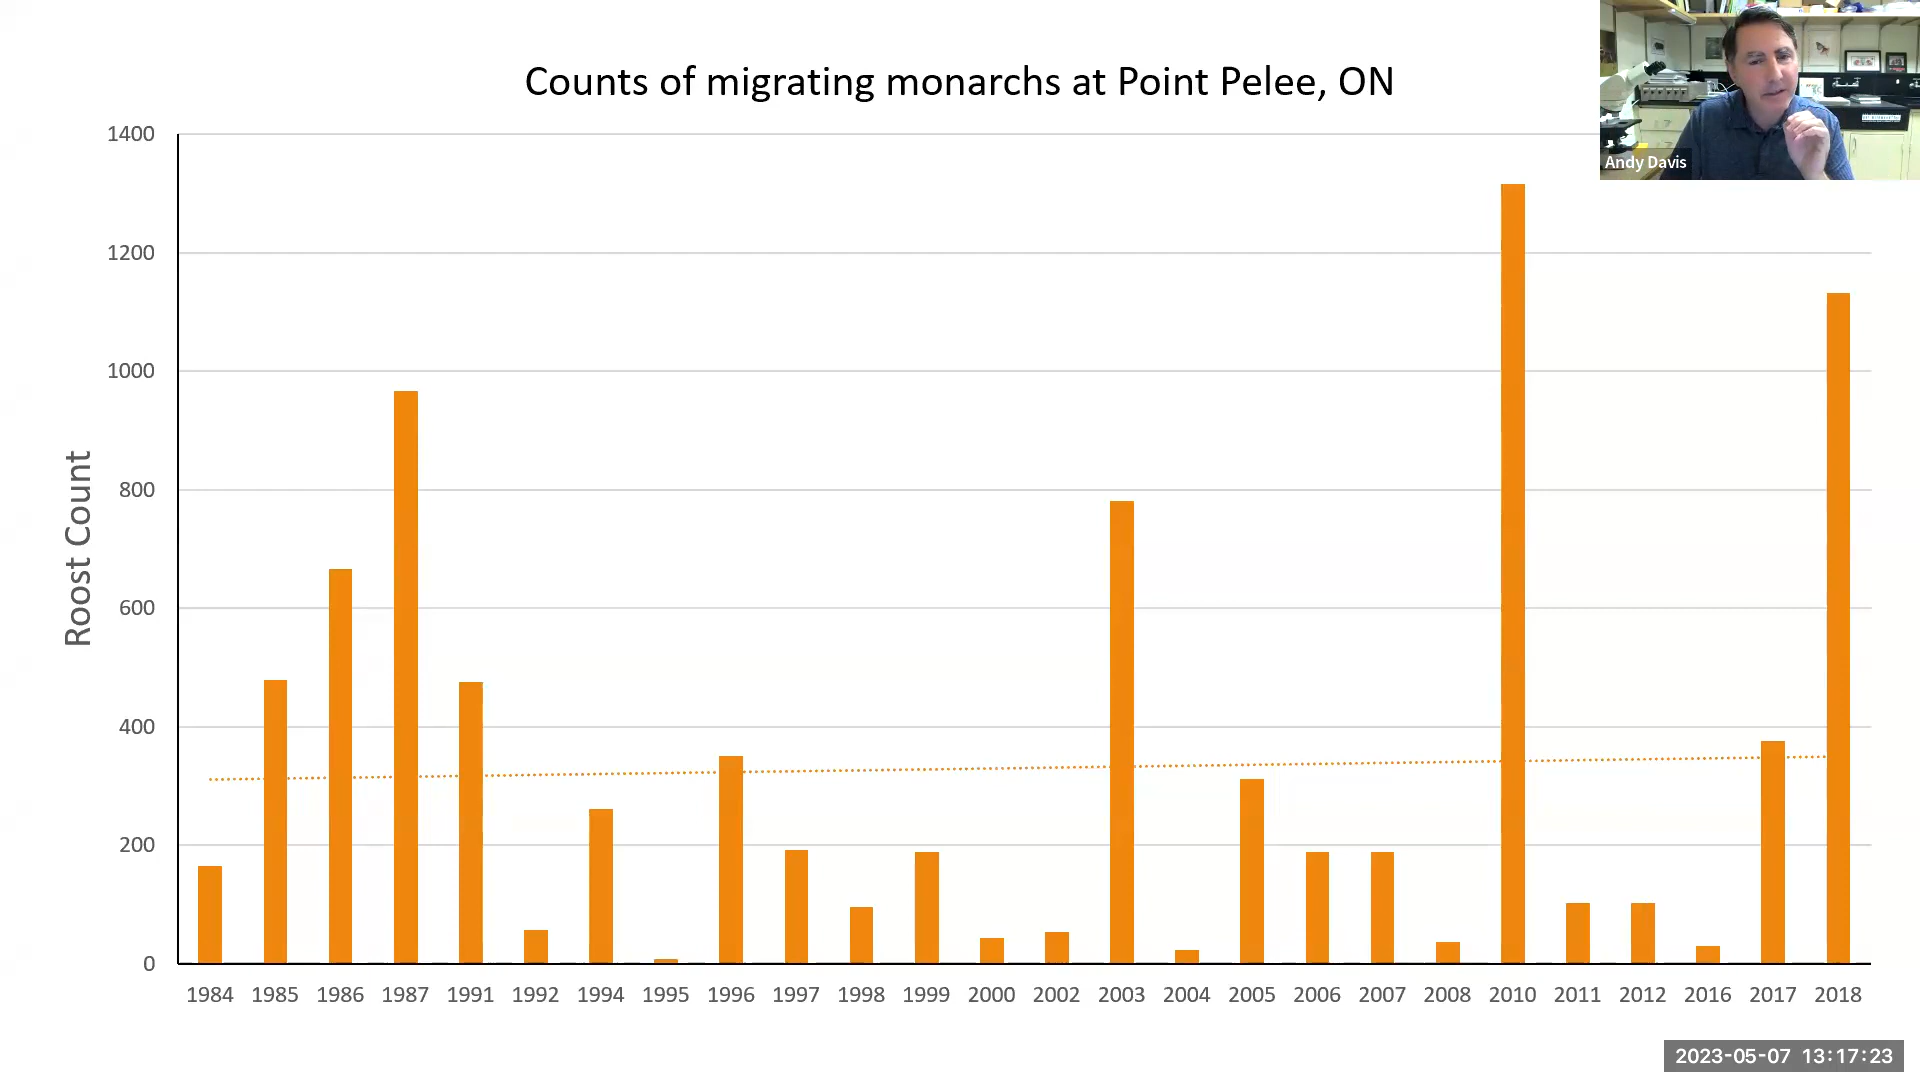 Counts of migrating monarchs at Point Pelee, ON
Andy Davis
Roost Count
1400
1200
1000
800
600
400
200
0
1984 1985 1986 1987 1991 1992 1994 1995 1996 1997 1998 1999 2000 2002 2003 2004 2005 2006 2007 2008 2010 2011 2012 2016 2017 2018
2023-05-07 13:17:23